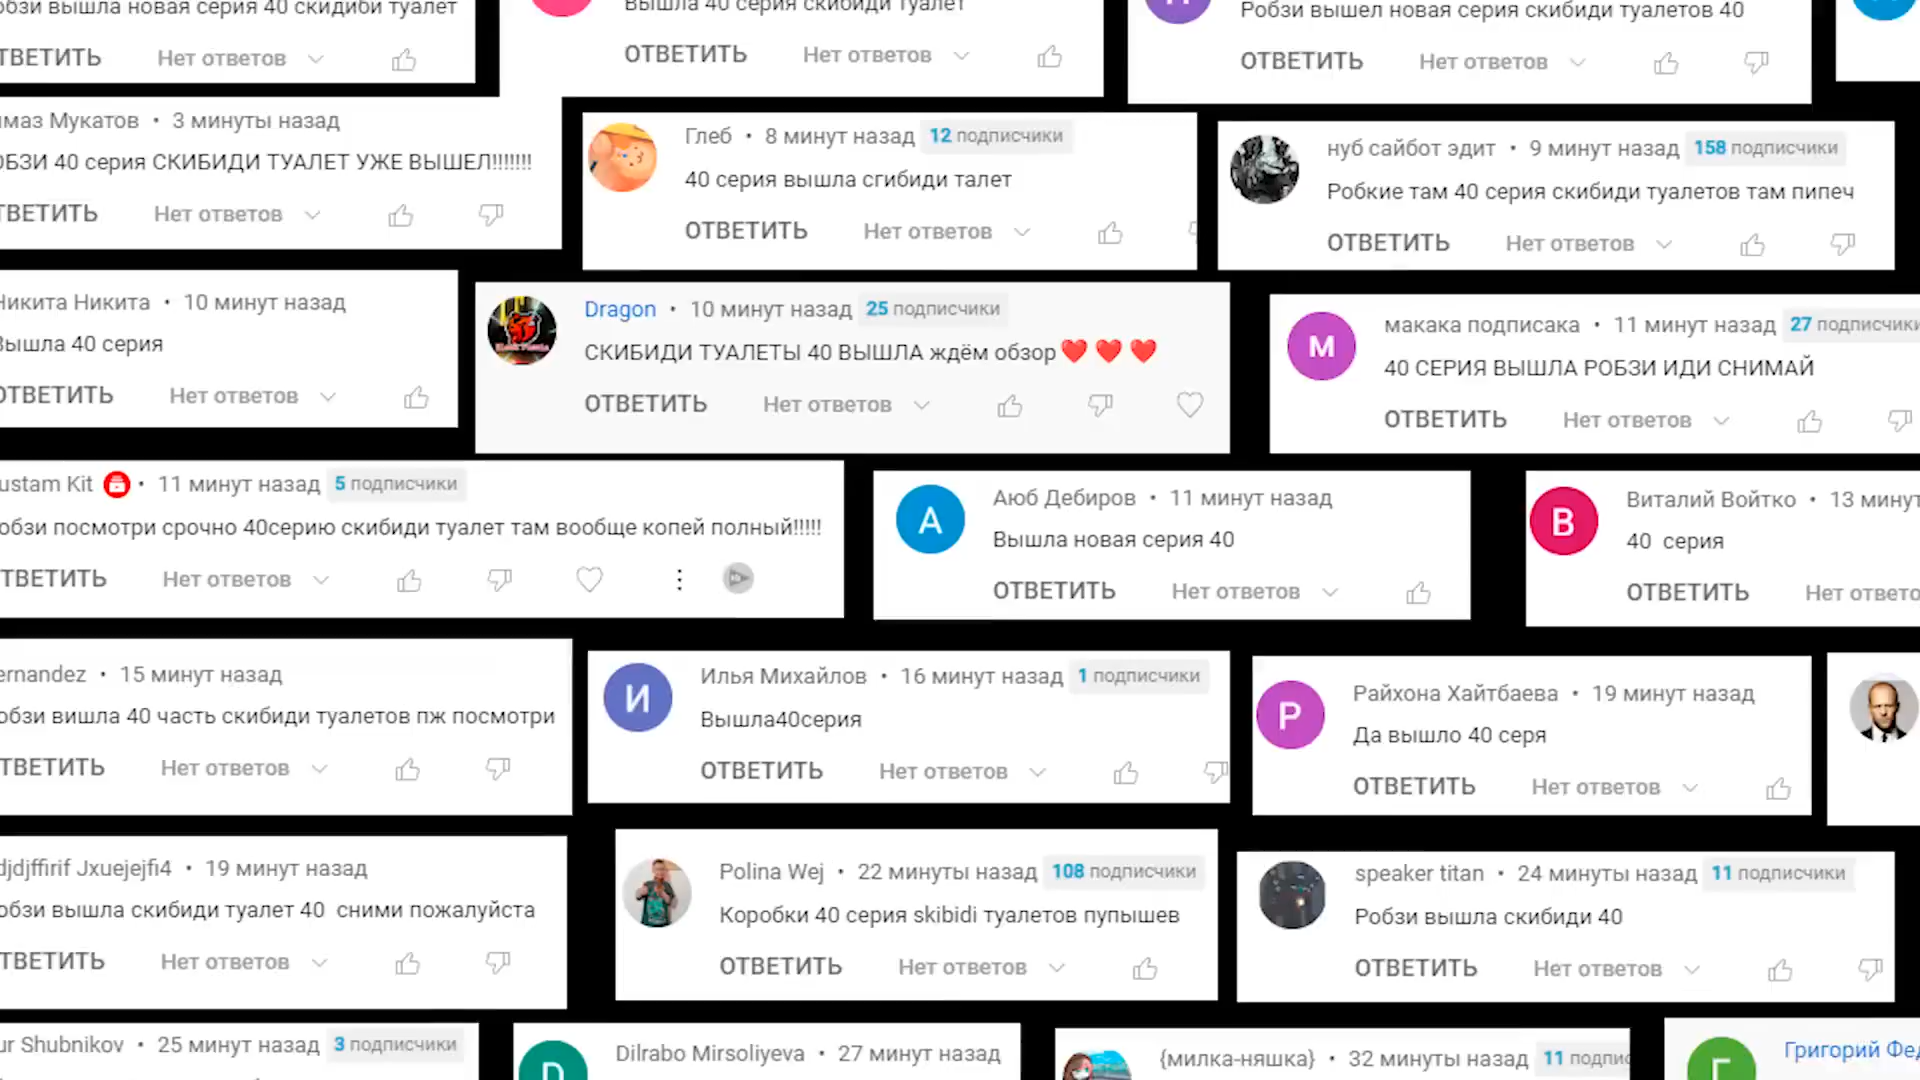 обзи вышла новая серия 40 скидиби туалет
ТВЕТИТЬ Нет ответов
Вышла 40 серия скибиди туалет
ОТВЕТИТЬ Нет ответов
Робзи вышел новая серия скибиди туалетов 40
ОТВЕТИТЬ Нет ответов
маз Мукатов • 3 минуты назад
ОБЗИ 40 серия СКИБИДИ ТУАЛЕТ УЖЕ ВЫШЕЛ!!!!!!!
ТВЕТИТЬ Нет ответов
Глеб • 8 минут назад 12 подписчики
40 серия вышла сгибиди талет
ОТВЕТИТЬ Нет ответов
нуб сайбот эдит • 9 минут назад 158 подписчики
Робкие там 40 серия скибиди туалетов там пипеч
ОТВЕТИТЬ Нет ответов
Никита Никита • 10 минут назад
Вышла 40 серия
ОТВЕТИТЬ Нет ответов
Dragon • 10 минут назад 25 подписчики
СКИБИДИ ТУАЛЕТЫ 40 ВЫШЛА ждём обзор❤️ ❤️ ❤️
ОТВЕТИТЬ Нет ответов
М
макака подписака • 11 минут назад 27 подписчики
40 СЕРИЯ ВЫШЛА РОБЗИ ИДИ СНИМАЙ
ОТВЕТИТЬ Нет ответов
ustam Kit • 11 минут назад 5 подписчики
обзи посмотри срочно 40серию скибиди туалет там вообще копей полный!!!!!
ТВЕТИТЬ Нет ответов
А
Аюб Дебиров • 11 минут назад
Вышла новая серия 40
ОТВЕТИТЬ Нет ответов
В
Виталий Войтко • 13 минут
40 серия
ОТВЕТИТЬ Нет ответо
ernandez • 15 минут назад
обзи вишла 40 часть скибиди туалетов пж посмотри
ТВЕТИТЬ Нет ответов
И
Илья Михайлов • 16 минут назад 1 подписчики
Вышла40серия
ОТВЕТИТЬ Нет ответов
Р
Райхона Хайтбаева • 19 минут назад
Да вышло 40 серя
ОТВЕТИТЬ Нет ответов
djdjffirif Jxuejejfi4 • 19 минут назад
обзи вышла скибиди туалет 40 сними пожалуйста
ТВЕТИТЬ Нет ответов
Polina Wej • 22 минуты назад 108 подписчики
Коробки 40 серия skibidi туалетов пупышев
ОТВЕТИТЬ Нет ответов
speaker titan • 24 минуты назад 11 подписчики
Робзи вышла скибиди 40
ОТВЕТИТЬ Нет ответов
ur Shubnikov • 25 минут назад 3 подписчики
D
Dilrabo Mirsoliyeva • 27 минут назад
{милка-няшка} • 32 минуты назад 11 подпис
Г
Григорий Фед